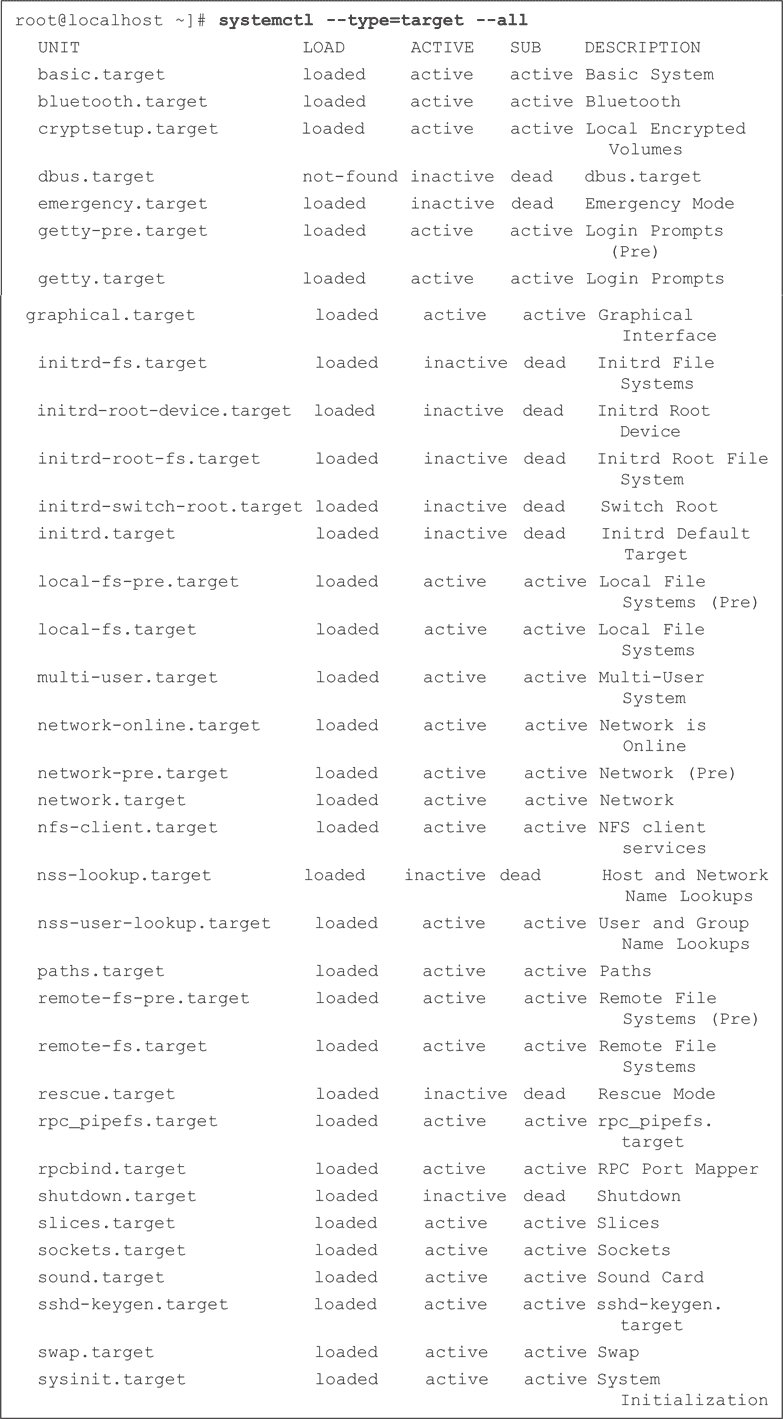 root@localhost ~]# systemctl --type=target --all
UNIT LOAD ACTIVE SUB DESCRIPTION
basic.target loaded active active Basic System
bluetooth.target loaded active active Bluetooth
cryptsetup.target loaded active active Local Encrypted
Volumes
dbus.target not-found inactive dead dbus.target
emergency.target loaded inactive dead Emergency Mode
getty-pre.target loaded active active Login Prompts
(Pre)
getty.target loaded active active Login Prompts
graphical.target loaded active active Graphical
Interface
initrd-fs.target loaded inactive dead Initrd File
Systems
initrd-root-device.target loaded inactive dead Initrd Root
Device
initrd-root-fs.target loaded inactive dead Initrd Root File
System
initrd-switch-root.target loaded inactive dead Switch Root
initrd.target loaded inactive dead Initrd Default
Target
local-fs-pre.target loaded active active Local File
Systems (Pre)
local-fs.target loaded active active Local File
Systems
multi-user.target loaded active active Multi-User
System
network-online.target loaded active active Network is
Online
network-pre.target loaded active active Network (Pre)
network.target loaded active active Network
nfs-client.target loaded active active NFS client
services
nss-lookup.target loaded inactive dead Host and Network
Name Lookups
nss-user-lookup.target loaded active active User and Group
Name Lookups
paths.target loaded active active Paths
remote-fs-pre.target loaded active active Remote File
Systems (Pre)
remote-fs.target loaded active active Remote File
Systems
rescue.target loaded inactive dead Rescue Mode
rpc_pipefs.target loaded active active rpc_pipefs.
target
rpcbind.target loaded active active RPC Port Mapper
shutdown.target loaded inactive dead Shutdown
slices.target loaded active active Slices
sockets.target loaded active active Sockets
sound.target loaded active active Sound Card
sshd-keygen.target loaded active active sshd-keygen.
target
swap.target loaded active active Swap
sysinit.target loaded active active System
Initialization